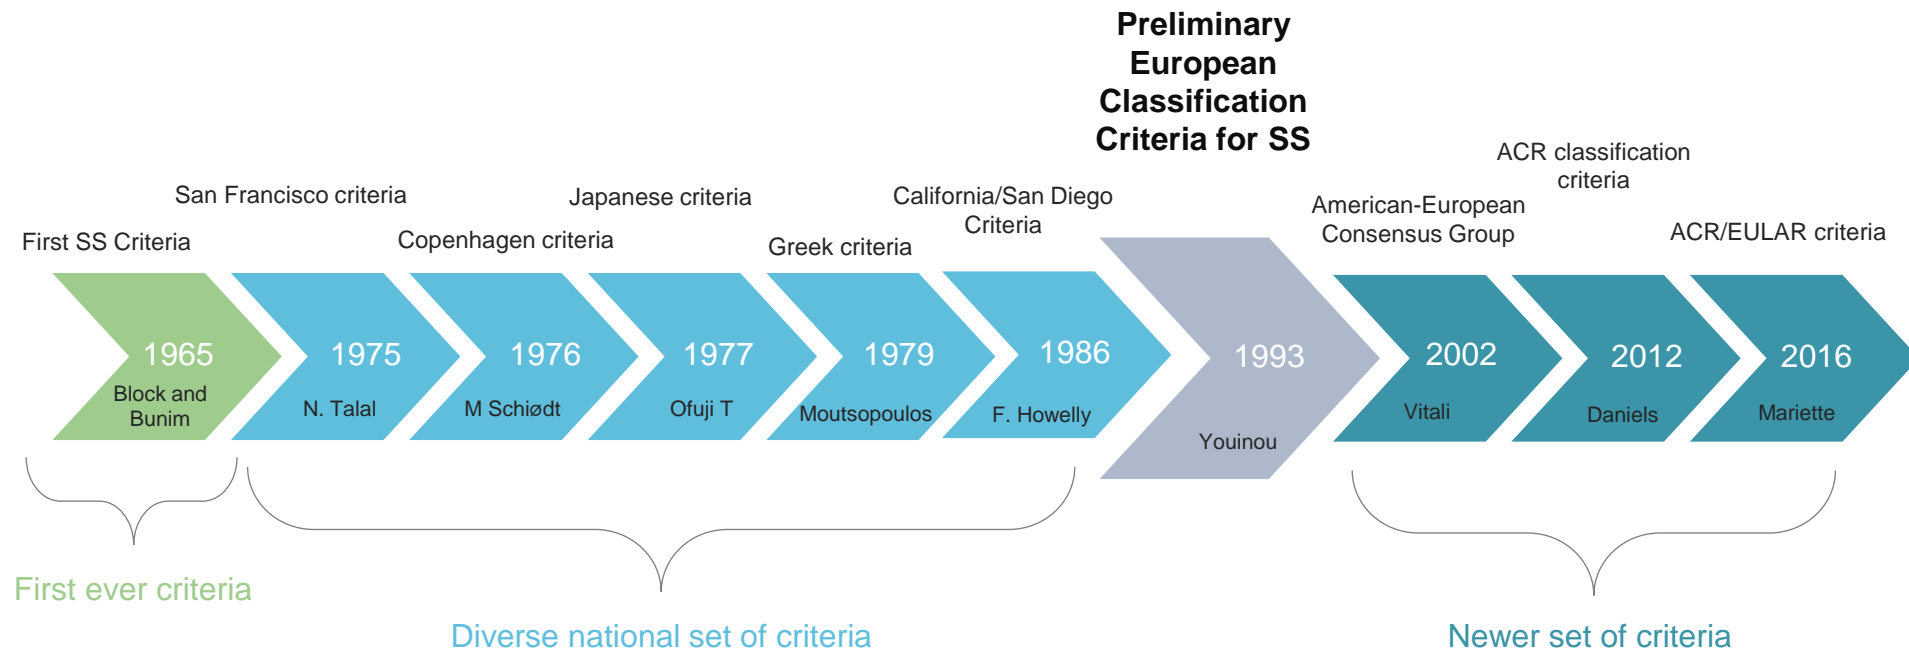 Preliminary
European
Classification
Criteria for SS
First SS Criteria
San Francisco criteria
Copenhagen criteria
Japanese criteria
Greek criteria
California/San Diego
Criteria
American-European
Consensus Group
ACR classification
criteria
ACR/EULAR criteria
1965
Block and
Bunim
1975
N. Talal
1976
M Schiødt
1977
Ofuji T
1979
Moutsopoulos
1986
F. Howelly
1993
Youinou
2002
Vitali
2012
Daniels
2016
Mariette
First ever criteria
Diverse national set of criteria
Newer set of criteria